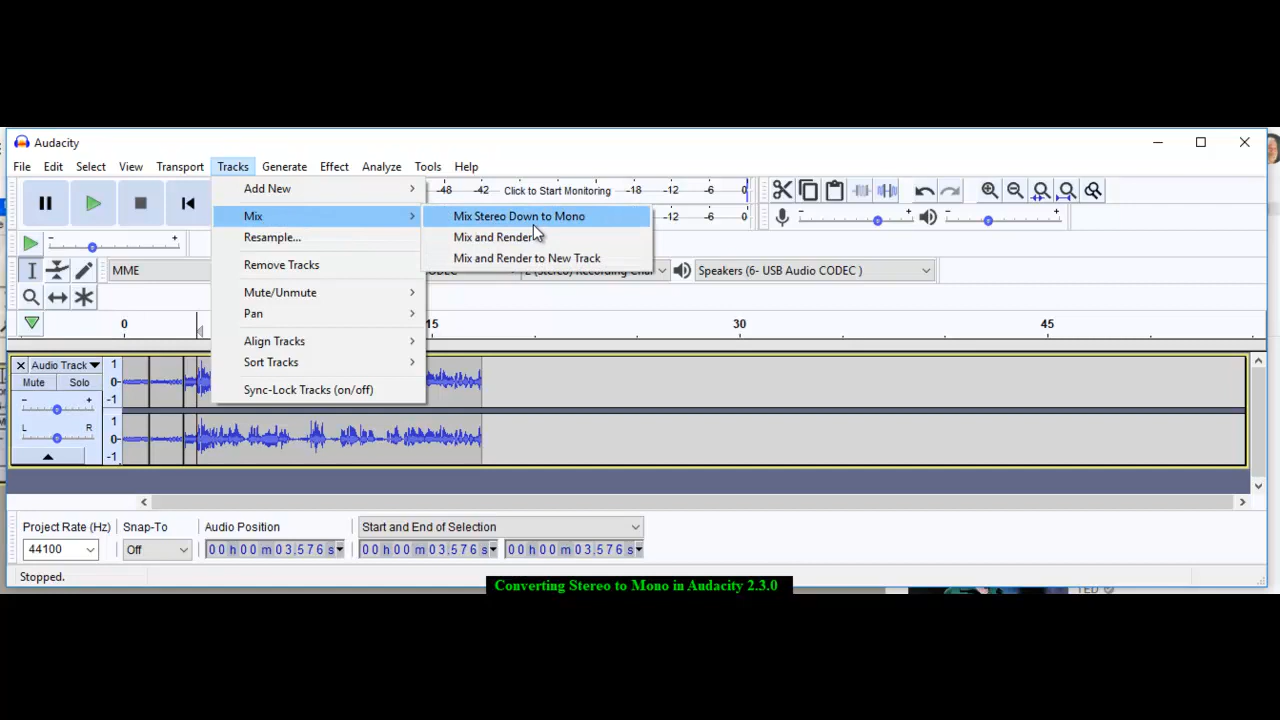 Audacity
File Edit Select View Transport Tracks Generate Effect Analyze Tools Help
Add New
-48 -42 Click to Start Monitoring -18 -12 -6 0
Mix
Mix Stereo Down to Mono
-12 -6 0
Resample...
Mix and Render
Remove Tracks
Mix and Render to New Track
MME
Speakers (6- USB Audio CODEC )
Mute/Unmute
Pan
0 15 30 45
Align Tracks
Sort Tracks
Sync-Lock Tracks (on/off)
Audio Track
1
Mute Solo
0
-1
- +
L R
1
0
-1
Project Rate (Hz) Snap-To Audio Position Start and End of Selection
44100 Off 00 h 00 m 03.576 s 00 h 00 m 03.576 s 00 h 00 m 03.576 s
Stopped.
Converting Stereo to Mono in Audacity 2.3.0